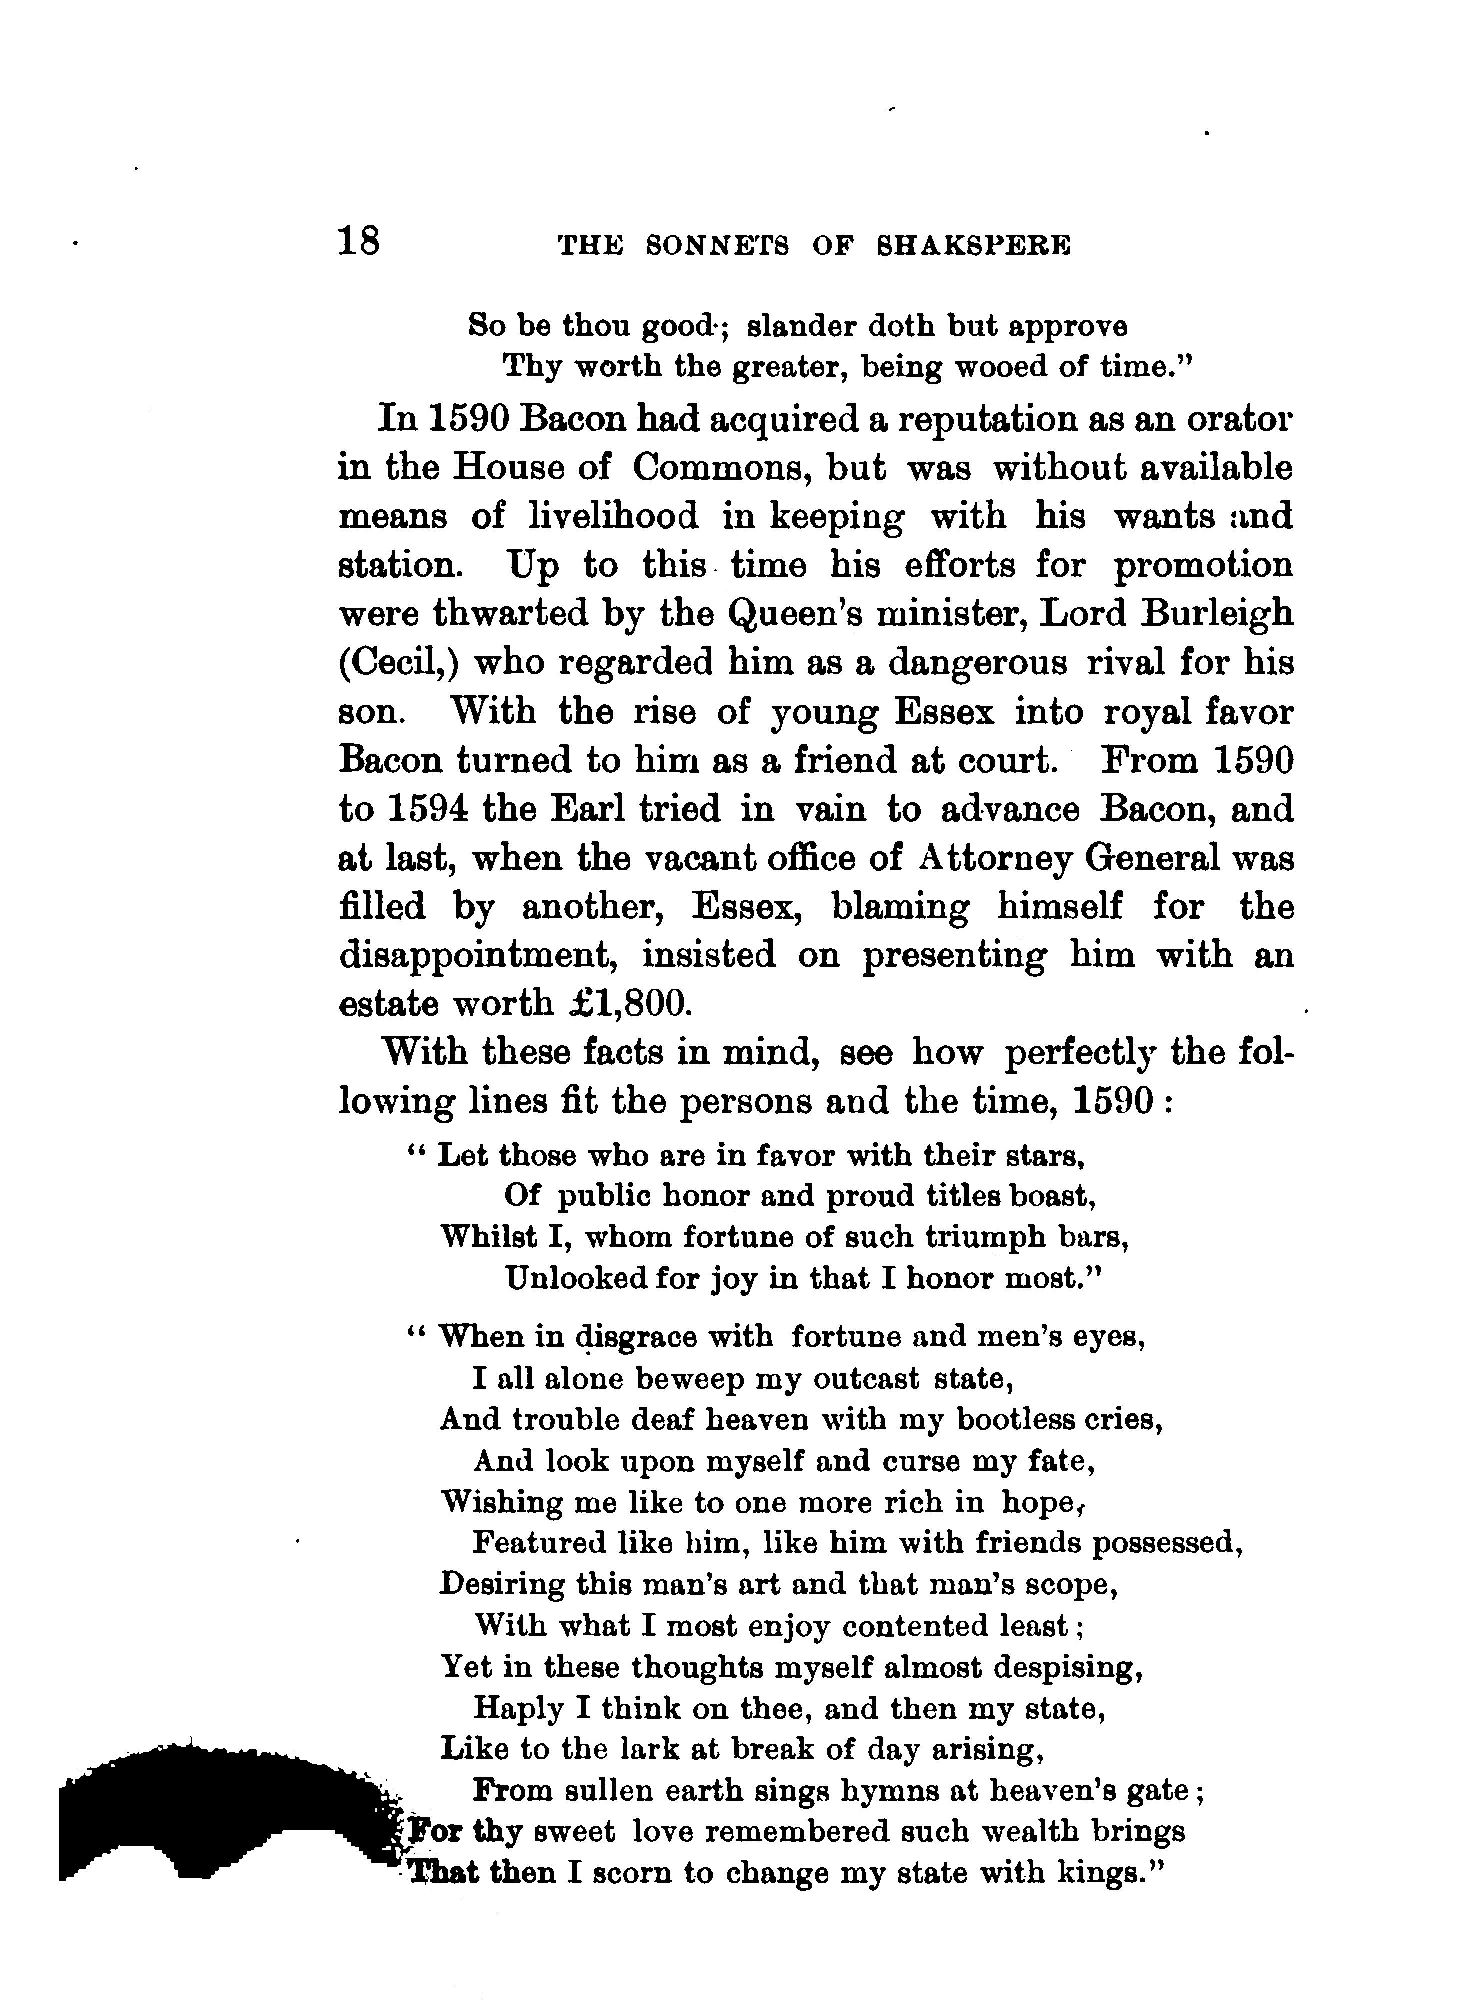 18 THE SONNETS OF SHAKSPERE
So be thou good; slander doth but approve
Thy worth the greater, being wooed of time.”
In 1590 Bacon had acquired a reputation as an orator
in the House of Commons, but was without available
means of livelihood in keeping with his wants and
station. Up to this time his efforts for promotion
were thwarted by the Queen’s minister, Lord Burleigh
(Cecil,) who regarded him as a dangerous rival for his
son. With the rise of young Essex into royal favor
Bacon turned to him as a friend at court. From 1590
to 1594 the Earl tried in vain to advance Bacon, and
at last, when the vacant office of Attorney General was
filled by another, Essex, blaming himself for the
disappointment, insisted on presenting him with an
estate worth £1,800.
With these facts in mind, see how perfectly the fol-
lowing lines fit the persons and the time, 1590 :
“ Let those who are in favor with their stars,
Of public honor and proud titles boast,
Whilst I, whom fortune of such triumph bars,
Unlooked for joy in that I honor most.”
“ When in disgrace with fortune and men’s eyes,
I all alone beweep my outcast state,
And trouble deaf heaven with my bootless cries,
And look upon myself and curse my fate,
Wishing me like to one more rich in hope,
Featured like him, like him with friends possessed,
Desiring this man’s art and that man’s scope,
With what I most enjoy contented least ;
Yet in these thoughts myself almost despising,
Haply I think on thee, and then my state,
Like to the lark at break of day arising,
From sullen earth sings hymns at heaven’s gate ;
For thy sweet love remembered such wealth brings
That then I scorn to change my state with kings.”